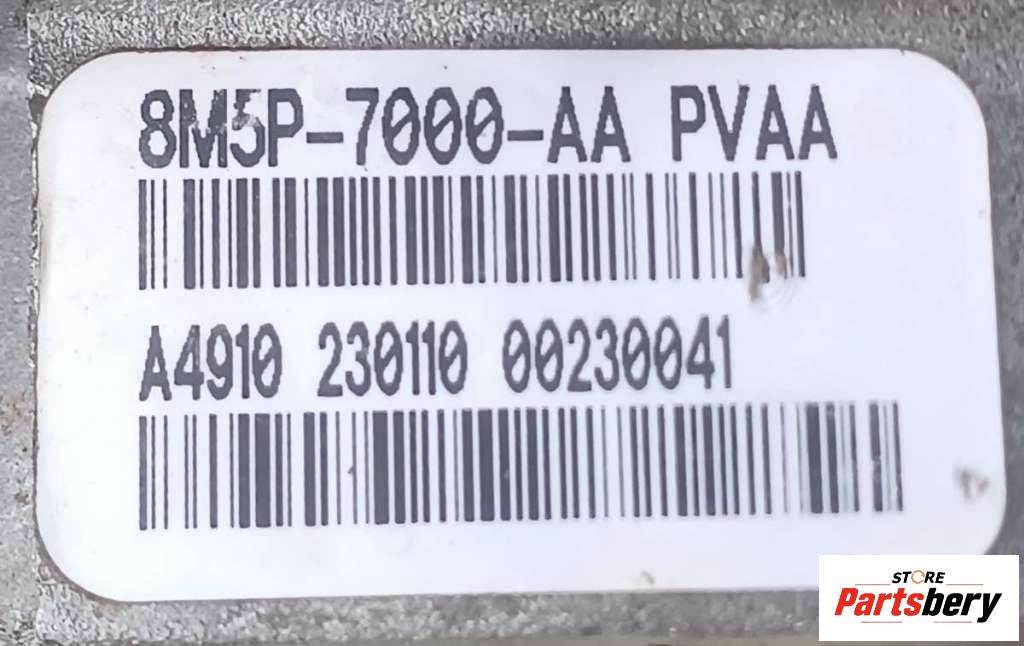 8M5P-7000-AA PVAA
A4910 230110 00230041
STORE
Partsbery